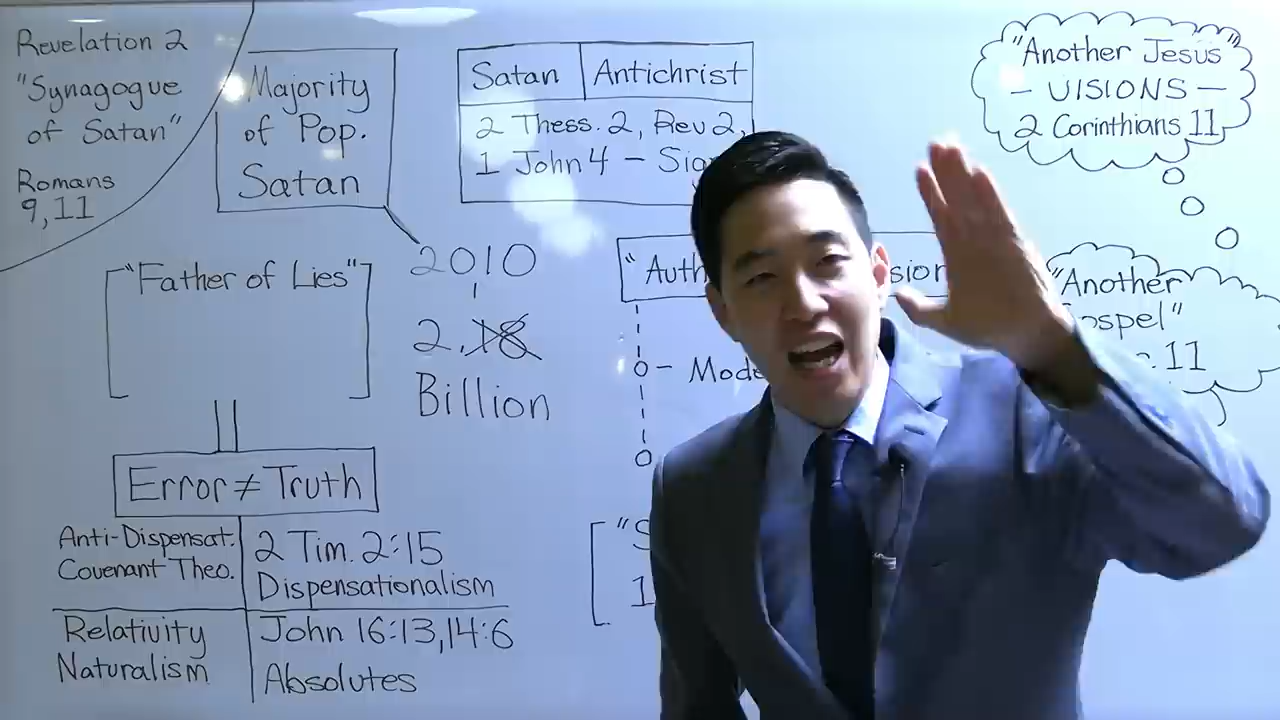 Revelation 2
"Synagogue
of Satan"
Romans
9,11
Majority
of Pop.
Satan
Satan Antichrist
2 Thess. 2, Rev 2,
1 John 4 –
"Another Jesus"
– VISIONS –
2 Corinthians 11
"Father of Lies"
2010
2.18
Billion
"Another
11
Error ≠ Truth
Anti-Dispensat.
Covenant Theo.
2 Tim. 2:15
Dispensationalism
Relativity
Naturalism
John 16:13,14:6
Absolutes